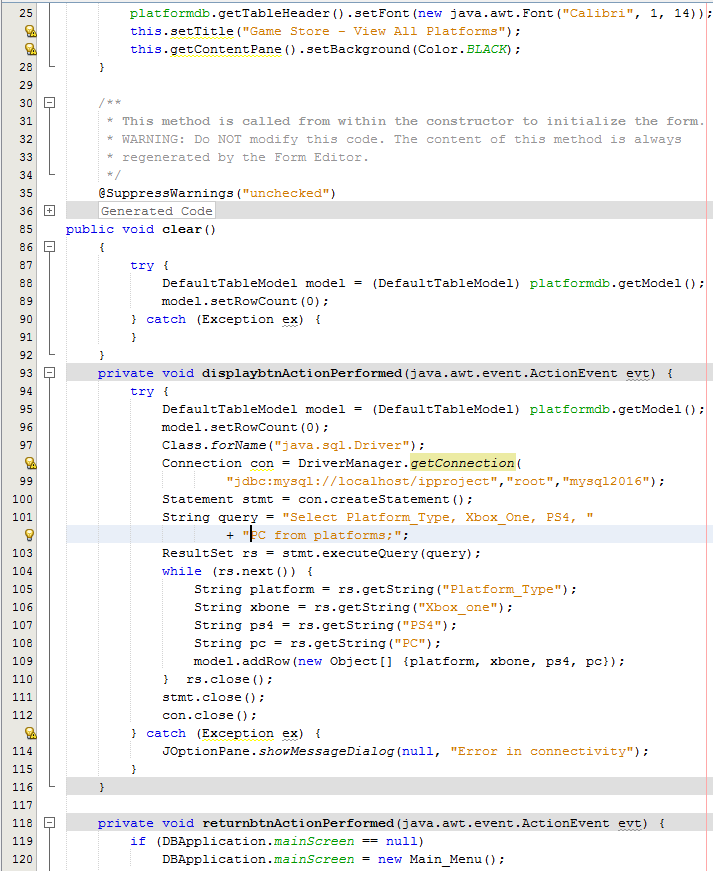 25 platformdb.getTableHeader().setFont(new java.awt.Font("Calibri", 1, 14));
this.setTitle("Game Store - View All Platforms");
this.getContentPane().setBackground(Color.BLACK);
28 }
29
30 /**
31 * This method is called from within the constructor to initialize the form.
32 * WARNING: Do NOT modify this code. The content of this method is always
33 * regenerated by the Form Editor.
34 */
35 @SuppressWarnings("unchecked")
36 Generated Code
85 public void clear()
86 {
87 try {
88 DefaultTableModel model = (DefaultTableModel) platformdb.getModel();
89 model.setRowCount(0);
90 } catch (Exception ex) {
91 }
92 }
93 private void displaybtnActionPerformed(java.awt.event.ActionEvent evt) {
94 try {
95 DefaultTableModel model = (DefaultTableModel) platformdb.getModel();
96 model.setRowCount(0);
97 Class.forName("java.sql.Driver");
Connection con = DriverManager.getConnection(
99 "jdbc:mysql://localhost/ipproject","root","mysql2016");
100 Statement stmt = con.createStatement();
101 String query = "Select Platform_Type, Xbox_One, PS4, "
+ "PC from platforms;";
103 ResultSet rs = stmt.executeQuery(query);
104 while (rs.next()) {
105 String platform = rs.getString("Platform_Type");
106 String xbone = rs.getString("Xbox_one");
107 String ps4 = rs.getString("PS4");
108 String pc = rs.getString("PC");
109 model.addRow(new Object[] {platform, xbone, ps4, pc});
110 } rs.close();
111 stmt.close();
112 con.close();
} catch (Exception ex) {
114 JOptionPane.showMessageDialog(null, "Error in connectivity");
115 }
116 }
117
118 private void returnbtnActionPerformed(java.awt.event.ActionEvent evt) {
119 if (DBApplication.mainScreen == null)
120 DBApplication.mainScreen = new Main_Menu();